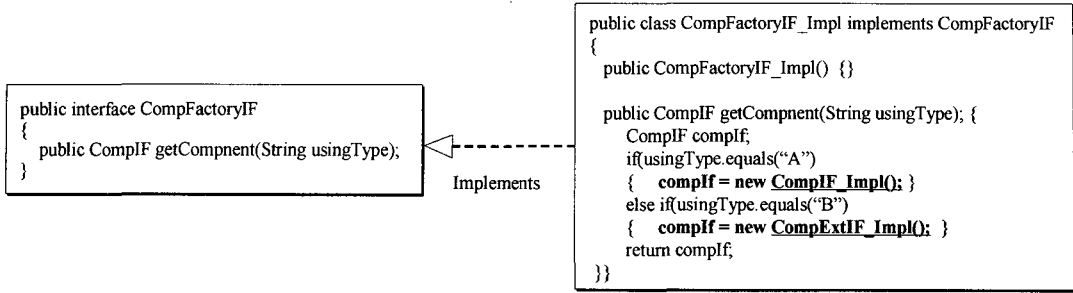 public interface CompFactoryIF
{
public CompIF getCompnent(String usingType);
}
Implements
public class CompFactoryIF_Impl implements CompFactoryIF
{
public CompFactoryIF_Impl() {}
public CompIF getCompnent(String usingType); {
CompIF compIf;
if(usingType.equals(“A”)
{ compIf = new CompIF_Impl(); }
else if(usingType.equals(“B”)
{ compIf = new CompExtIF_Impl(); }
return compIf;
}}